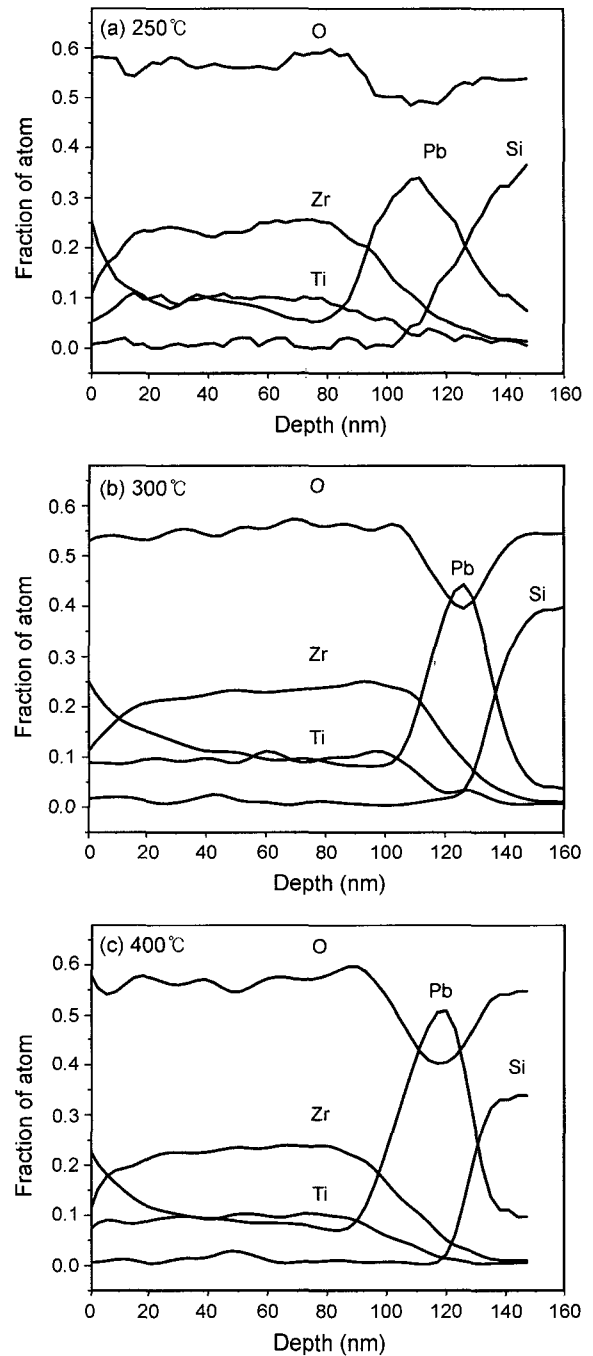 (a) 250℃
O
0.6
0.5
0.4
0.3
0.2
0.1
0.0
Pb
Si
Zr
Ti
Fraction of atom
0 20 40 60 80 100 120 140 160
Depth (nm)
(b) 300℃
O
0.6
0.5
0.4
0.3
0.2
0.1
0.0
Pb
Si
Zr
Ti
Fraction of atom
0 20 40 60 80 100 120 140 160
Depth (nm)
(c) 400℃
O
0.6
0.5
0.4
0.3
0.2
0.1
0.0
Pb
Si
Zr
Ti
Fraction of atom
0 20 40 60 80 100 120 140 160
Depth (nm)